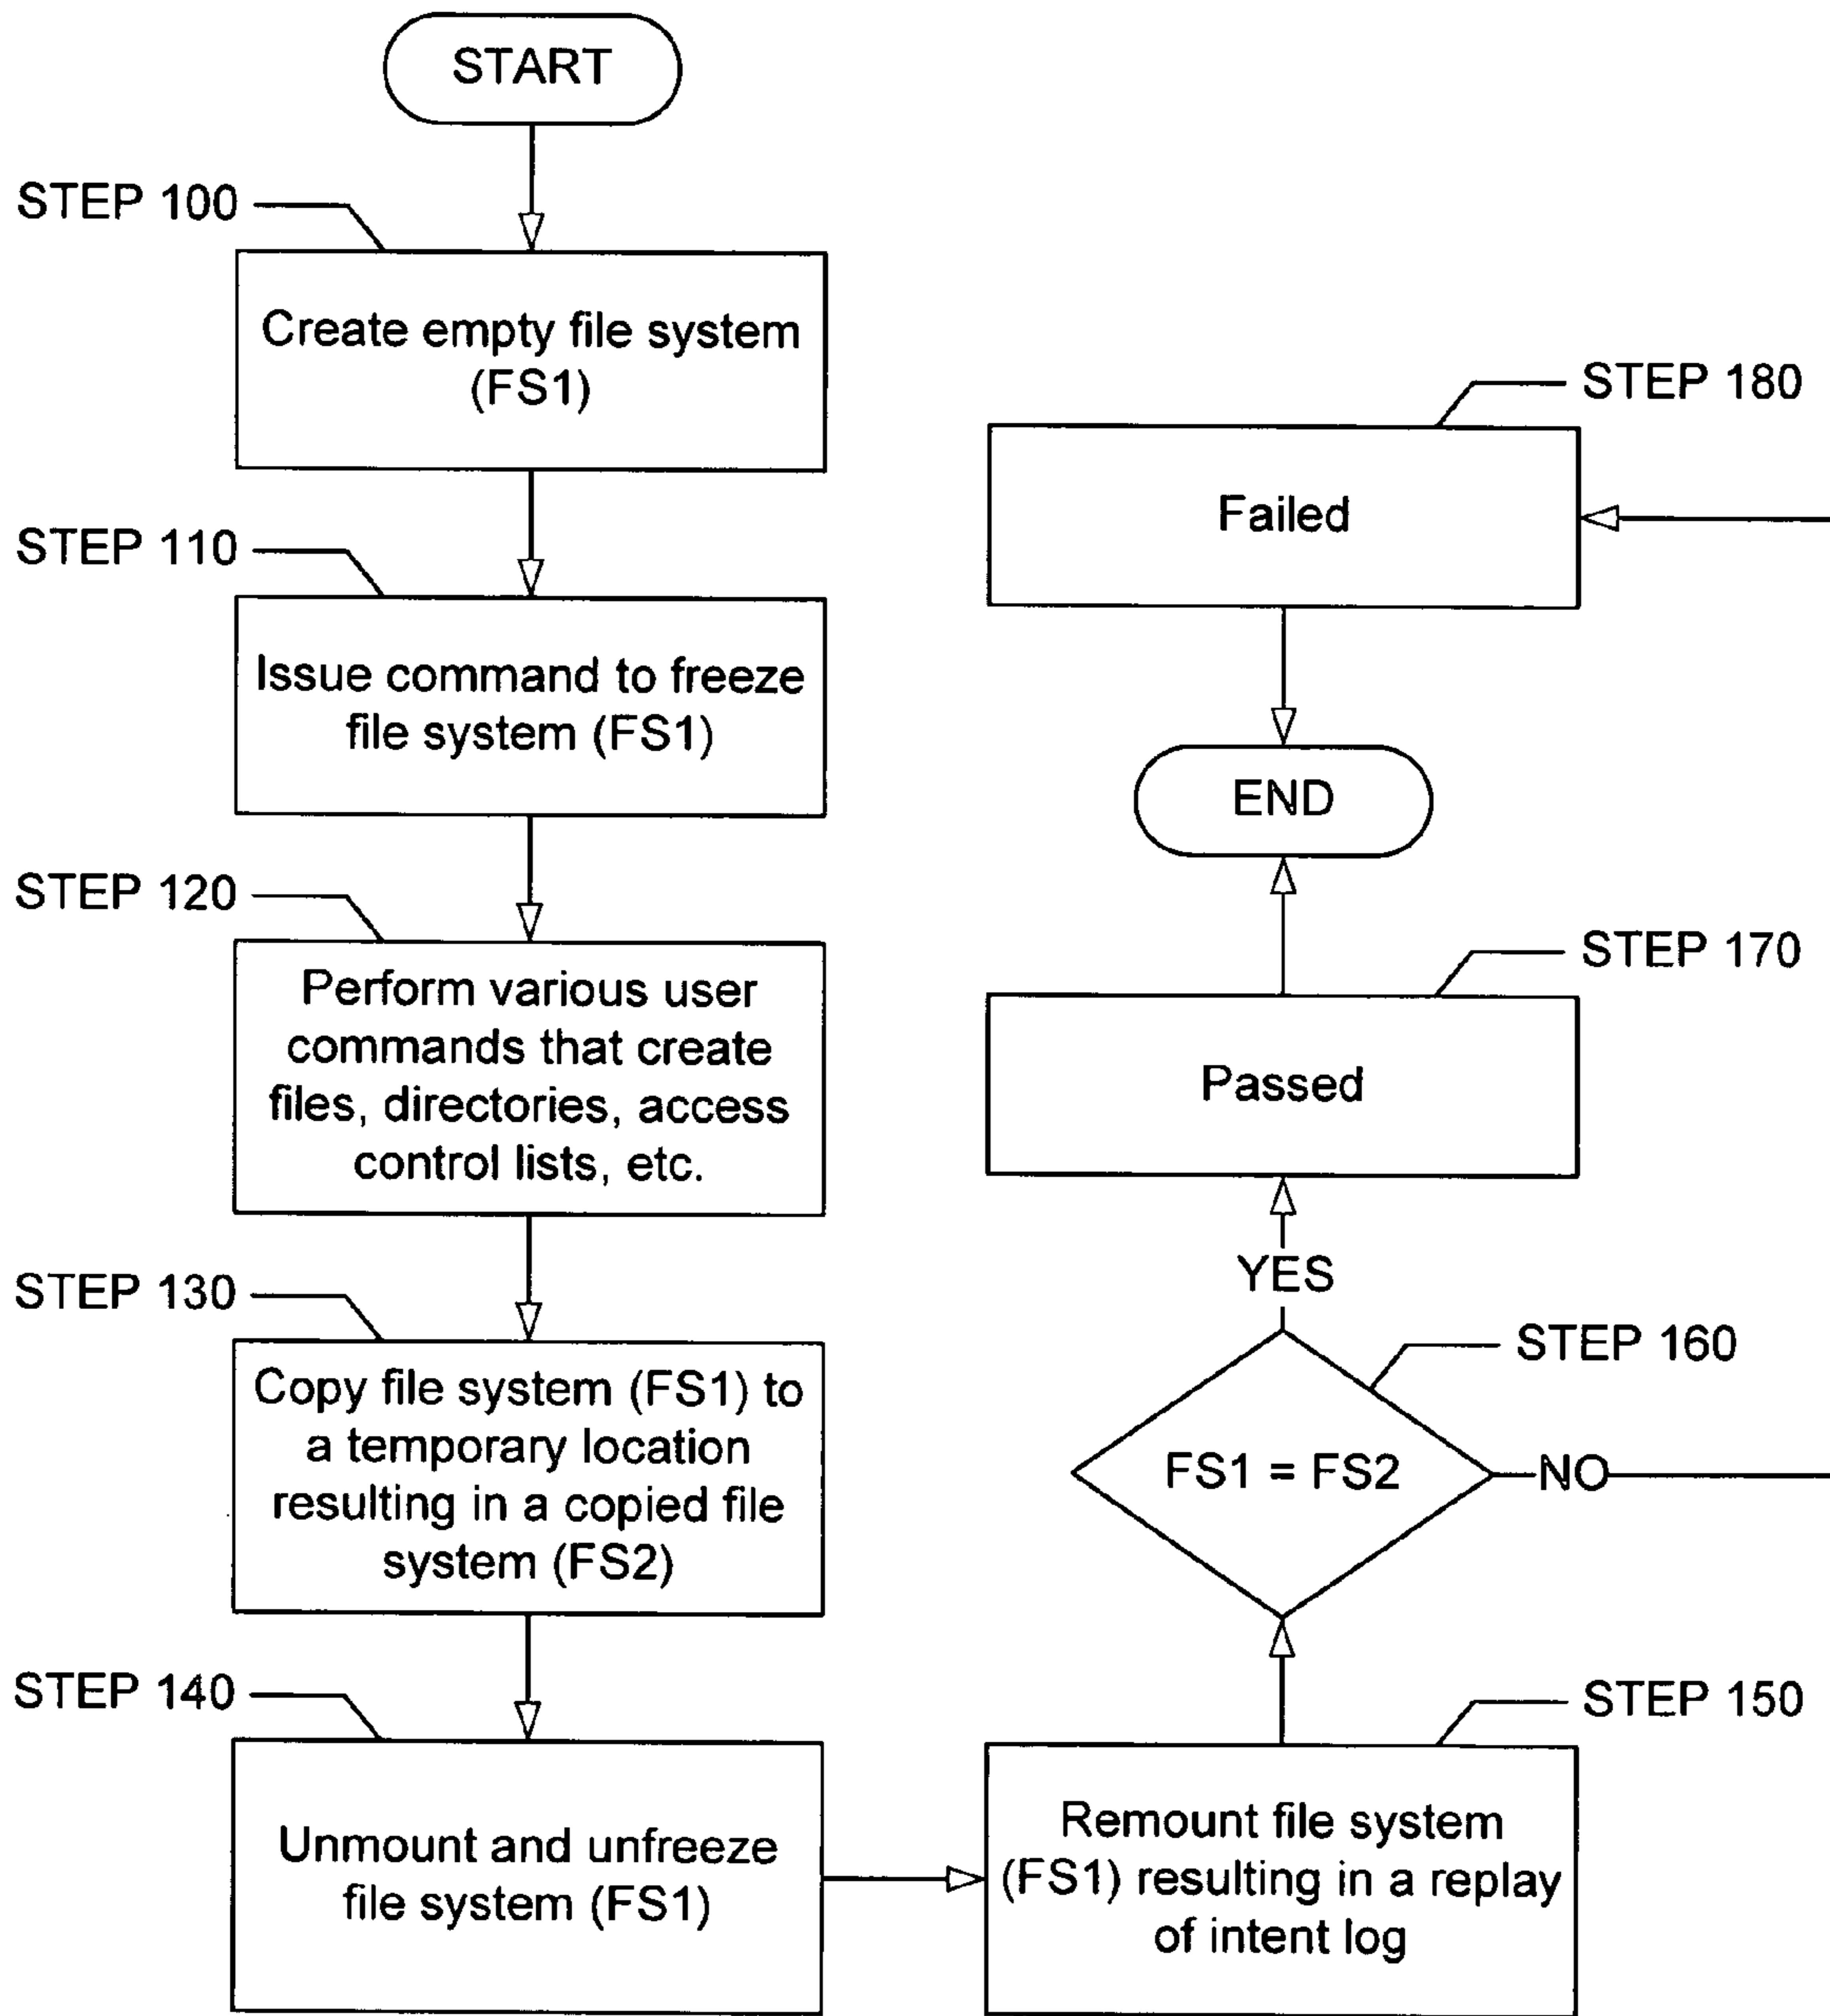 START
STEP 100
Create empty file system
(FS1)
STEP 110
Issue command to freeze
file system (FS1)
STEP 120
Perform various user
commands that create
files, directories, access
control lists, etc.
STEP 130
Copy file system (FS1) to
a temporary location
resulting in a copied file
system (FS2)
STEP 140
Unmount and unfreeze
file system (FS1)
STEP 150
Remount file system
(FS1) resulting in a replay
of intent log
STEP 160
FS1 = FS2
NO
YES
STEP 170
Passed
END
STEP 180
Failed